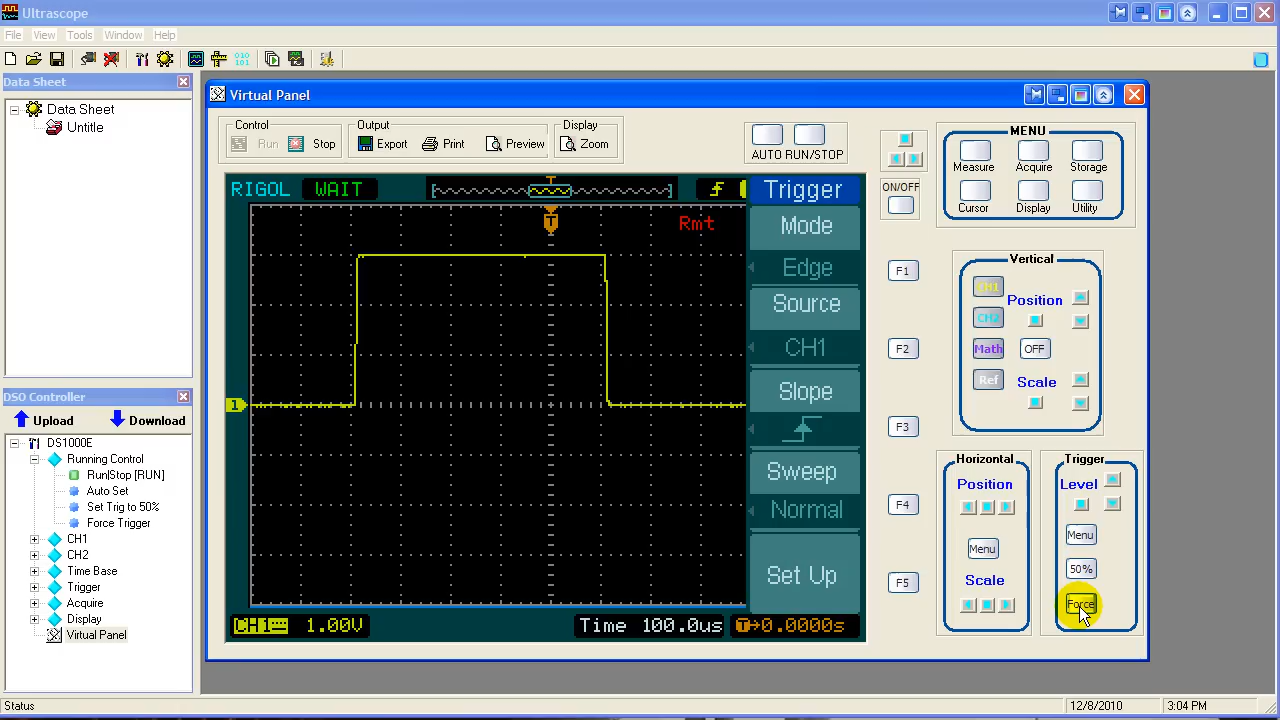 Ultrascope
File View Tools Window Help
Data Sheet
Data Sheet
Untitle
DSO Controller
Upload Download
DS1000E
Running Control
Run|Stop [RUN]
Auto Set
Set Trig to 50%
Force Trigger
CH1
CH2
Time Base
Trigger
Acquire
Display
Virtual Panel
Virtual Panel
Control
Run Stop
Output
Export Print Preview
Display
Zoom
AUTO RUN/STOP
ON/OFF
RIGOL WAIT
T
T
Rmt
1
CH1 1.00V Time 100.0us T→0.0000s
Trigger
Mode
Edge
Source
CH1
Slope
Sweep
Normal
Set Up
F1
F2
F3
F4
F5
MENU
Measure Acquire Storage
Cursor Display Utility
Vertical
CH1
Position
CH2
Math OFF
Ref Scale
Horizontal
Position
Menu
Scale
Trigger
Level
Menu
50%
Force
Status 12/8/2010 3:04 PM